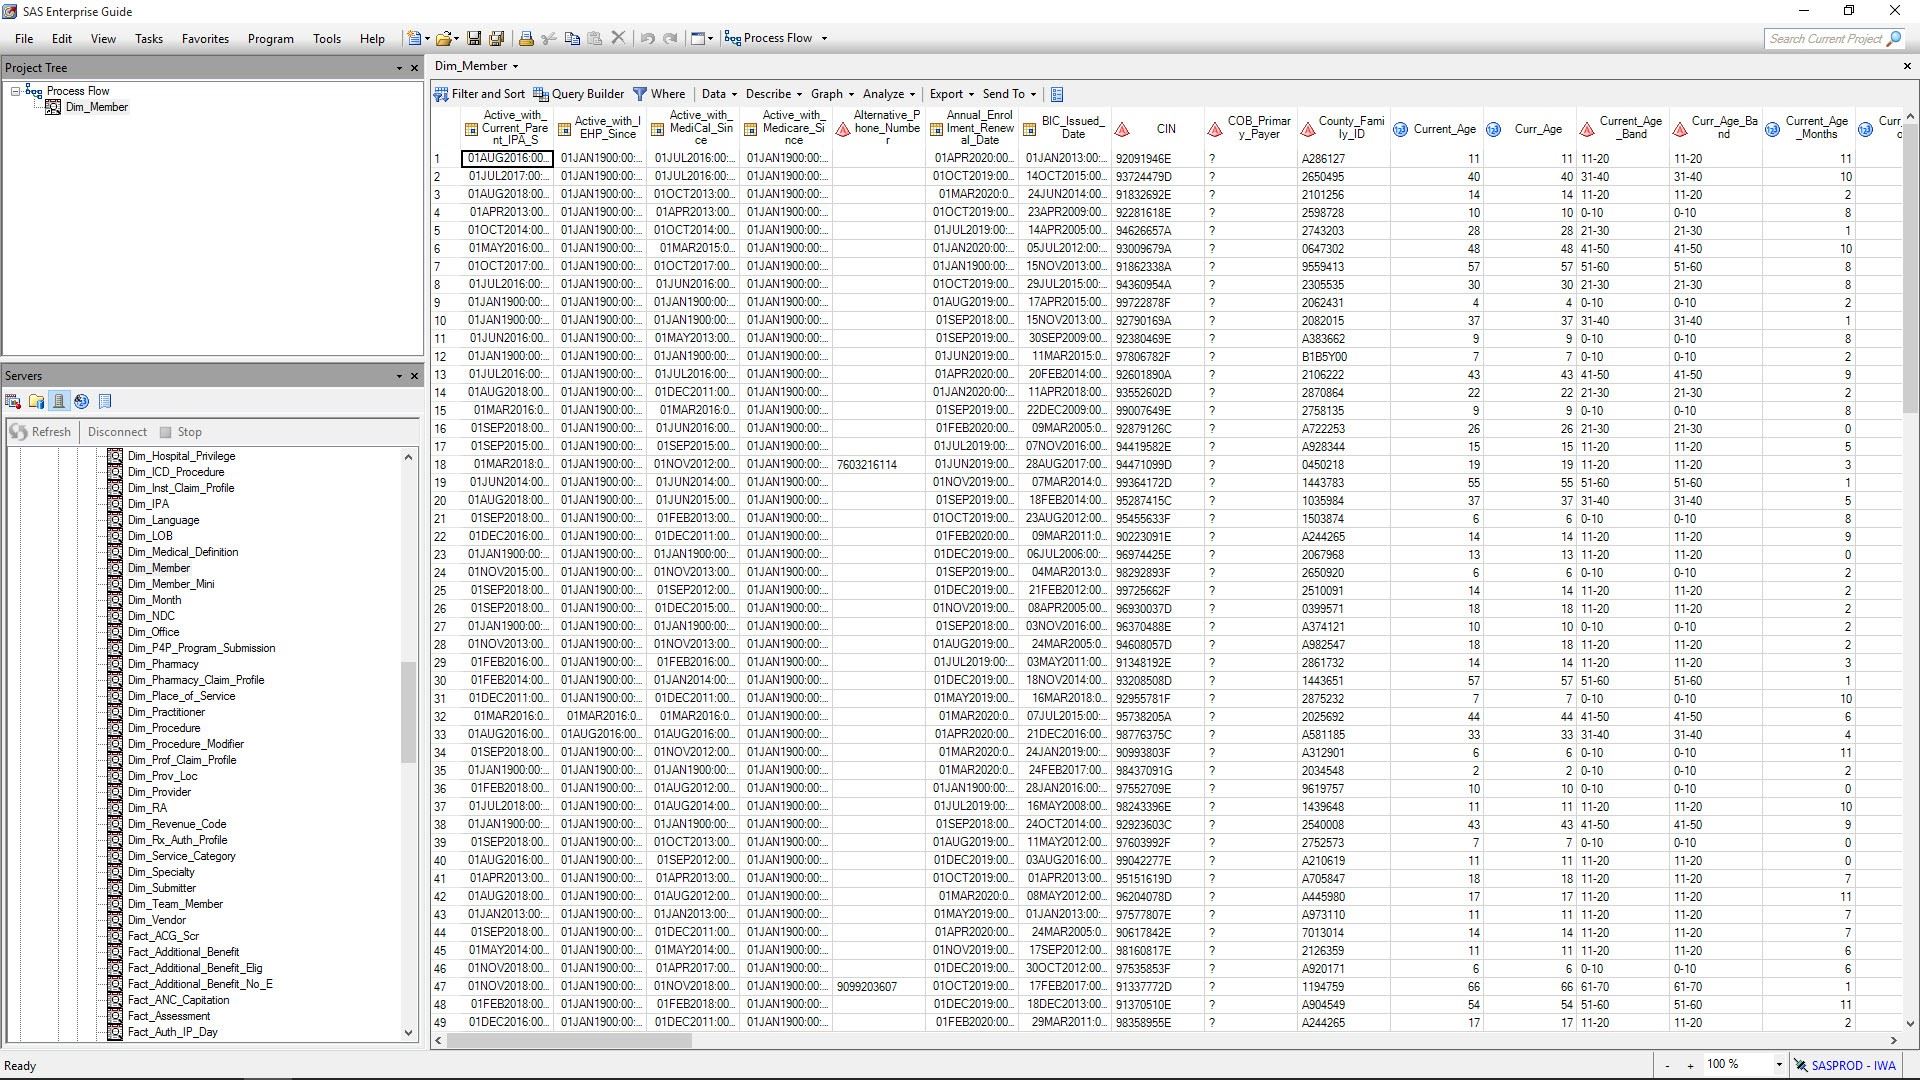 SAS Enterprise Guide
File Edit View Tasks Favorites Program Tools Help Process Flow Search Current Project
Project Tree
Process Flow
Dim_Member
Servers
Refresh Disconnect Stop
Dim_Hospital_Privilege
Dim_ICD_Procedure
Dim_Inst_Claim_Profile
Dim_IPA
Dim_Language
Dim_LOB
Dim_Medical_Definition
Dim_Member
Dim_Member_Mini
Dim_Month
Dim_NDC
Dim_Office
Dim_P4P_Program_Submission
Dim_Pharmacy
Dim_Pharmacy_Claim_Profile
Dim_Place_of_Service
Dim_Practitioner
Dim_Procedure
Dim_Procedure_Modifier
Dim_Prof_Claim_Profile
Dim_Prov_Loc
Dim_Provider
Dim_RA
Dim_Revenue_Code
Dim_Rx_Auth_Profile
Dim_Service_Category
Dim_Specialty
Dim_Submitter
Dim_Team_Member
Dim_Vendor
Fact_ACG_Scr
Fact_Additional_Benefit
Fact_Additional_Benefit_Elig
Fact_Additional_Benefit_No_E
Fact_ANC_Capitation
Fact_Assessment
Fact_Auth_IP_Day
Dim_Member
Filter and Sort Query Builder Where Data Describe Graph Analyze Export Send To
Active_with_Current_Parent_IPA_S Active_with_IEHP_Since Active_with_MediCal_Since Active_with_Medicare_Since Alternative_Phone_Number Annual_Enrollment_Renewal_Date BIC_Issued_Date CIN COB_Primary_Payer County_Family_ID Current_Age Curr_Age Current_Age_Band Curr_Age_Band Current_Age_Months Curr
1 01AUG2016:00... 01JAN1900:00:... 01JUL2016:00... 01JAN1900:00:... 01APR2020:00... 01JAN2013:00... 92091946E ? A286127 11 11 11-20 11-20 11
2 01JUL2017:00:... 01JAN1900:00:... 01JUL2016:00... 01JAN1900:00:... 01OCT2019:00... 14OCT2015:00... 93724479D ? 2650495 40 40 31-40 31-40 10
3 01AUG2018:00... 01JAN1900:00:... 01OCT2013:00... 01JAN1900:00:... 01MAR2020:0... 24JUN2014:00... 91832692E ? 2101256 14 14 11-20 11-20 2
4 01APR2013:00... 01JAN1900:00:... 01APR2013:00... 01JAN1900:00:... 01OCT2019:00... 23APR2009:00... 92281618E ? 2598728 10 10 0-10 0-10 8
5 01OCT2014:00... 01JAN1900:00:... 01OCT2014:00... 01JAN1900:00:... 01JUL2019:00:... 14APR2005:00... 94626657A ? 2743203 28 28 21-30 21-30 1
6 01MAY2016:00... 01JAN1900:00:... 01MAR2015:0... 01JAN1900:00:... 01JAN2020:00:... 05JUL2012:00... 93009679A ? 0647302 48 48 41-50 41-50 10
7 01OCT2017:00... 01JAN1900:00:... 01OCT2017:00... 01JAN1900:00:... 01JAN1900:00:... 15NOV2013:00... 91862338A ? 9559413 57 57 51-60 51-60 8
8 01JUL2016:00... 01JAN1900:00:... 01JUN2016:00... 01JAN1900:00:... 01OCT2019:00... 29JUL2015:00... 94360954A ? 2305535 30 30 21-30 21-30 8
9 01JAN1900:00:... 01JAN1900:00:... 01JAN1900:00:... 01JAN1900:00:... 01AUG2019:00... 17APR2015:00... 99722878F ? 2062431 4 4 0-10 0-10 2
10 01JAN1900:00:... 01JAN1900:00:... 01JAN1900:00:... 01JAN1900:00:... 01SEP2018:00... 15NOV2013:00... 92790169A ? 2082015 37 37 31-40 31-40 1
11 01JUN2016:00... 01JAN1900:00:... 01MAY2013:00... 01JAN1900:00:... 01SEP2019:00... 30SEP2009:00... 92380469E ? A383662 9 9 0-10 0-10 8
12 01JAN1900:00:... 01JAN1900:00:... 01JAN1900:00:... 01JAN1900:00:... 01JUN2019:00... 11MAR2015:0... 97806782F ? B1B5Y00 7 7 0-10 0-10 2
13 01JUL2016:00... 01JAN1900:00:... 01JUL2016:00... 01JAN1900:00:... 01APR2020:00... 20FEB2014:00... 92601890A ? 2106222 43 43 41-50 41-50 9
14 01AUG2018:00... 01JAN1900:00:... 01DEC2011:00... 01JAN1900:00:... 01JAN2020:00:... 11APR2018:00... 93552602D ? 2870864 22 22 21-30 21-30 2
15 01MAR2016:0... 01JAN1900:00:... 01MAR2016:0... 01JAN1900:00:... 01SEP2019:00... 22DEC2009:00... 99007649E ? 2758135 9 9 0-10 0-10 8
16 01SEP2018:00... 01JAN1900:00:... 01JUN2016:00... 01JAN1900:00:... 01FEB2020:00... 09MAR2005:0... 92879126C ? A722253 26 26 21-30 21-30 0
17 01SEP2015:00... 01JAN1900:00:... 01SEP2015:00... 01JAN1900:00:... 01JUL2019:00:... 07NOV2016:00... 94419582E ? A928344 15 15 11-20 11-20 5
18 01MAR2018:0... 01JAN1900:00:... 01NOV2012:00... 01JAN1900:00:... 7603216114 01JUN2019:00... 28AUG2017:00... 94471099D ? 0450218 19 19 11-20 11-20 3
19 01JUN2014:00... 01JAN1900:00:... 01JUN2014:00... 01JAN1900:00:... 01NOV2019:00... 07MAR2014:0... 99364172D ? 1443783 55 55 51-60 51-60 1
20 01AUG2018:00... 01JAN1900:00:... 01JUN2015:00... 01JAN1900:00:... 01SEP2019:00... 18FEB2014:00... 95287415C ? 1035984 37 37 31-40 31-40 5
21 01SEP2018:00... 01JAN1900:00:... 01FEB2013:00... 01JAN1900:00:... 01OCT2019:00... 23AUG2012:00... 95455633F ? 1503874 6 6 0-10 0-10 8
22 01DEC2016:00... 01JAN1900:00:... 01DEC2011:00... 01JAN1900:00:... 01FEB2020:00... 09MAR2011:0... 90223091E ? A244265 14 14 11-20 11-20 9
23 01JAN1900:00:... 01JAN1900:00:... 01JAN1900:00:... 01JAN1900:00:... 01DEC2019:00... 06JUL2006:00:... 96974425E ? 2067968 13 13 11-20 11-20 0
24 01NOV2015:00... 01JAN1900:00:... 01NOV2013:00... 01JAN1900:00:... 01SEP2019:00... 04MAR2013:0... 98292893F ? 2650920 6 6 0-10 0-10 2
25 01SEP2018:00... 01JAN1900:00:... 01SEP2012:00... 01JAN1900:00:... 01DEC2019:00... 21FEB2012:00... 99725662F ? 2510091 14 14 11-20 11-20 2
26 01SEP2018:00... 01JAN1900:00:... 01DEC2015:00... 01JAN1900:00:... 01NOV2019:00... 08APR2005:00... 96930037D ? 0399571 18 18 11-20 11-20 2
27 01JAN1900:00:... 01JAN1900:00:... 01JAN1900:00:... 01JAN1900:00:... 01SEP2018:00... 03NOV2016:00... 96370488E ? A374121 10 10 0-10 0-10 2
28 01NOV2013:00... 01JAN1900:00:... 01NOV2013:00... 01JAN1900:00:... 01AUG2019:00... 24MAR2005:0... 94608057D ? A982547 18 18 11-20 11-20 2
29 01FEB2016:00... 01JAN1900:00:... 01FEB2016:00... 01JAN1900:00:... 01JUL2019:00:... 03MAY2011:00... 91348192E ? 2861732 14 14 11-20 11-20 3
30 01FEB2014:00... 01JAN1900:00:... 01JAN2014:00... 01JAN1900:00:... 01DEC2019:00... 18NOV2014:00... 93208508D ? 1443651 57 57 51-60 51-60 1
31 01DEC2011:00... 01JAN1900:00:... 01DEC2011:00... 01JAN1900:00:... 01MAY2019:00... 16MAR2018:0... 92955781F ? 2875232 7 7 0-10 0-10 10
32 01MAR2016:0... 01MAR2016:0... 01MAR2016:0... 01JAN1900:00:... 01MAR2020:0... 07JUL2015:00... 95738205A ? 2025692 44 44 41-50 41-50 6
33 01AUG2016:00... 01AUG2016:00... 01AUG2016:00... 01JAN1900:00:... 01APR2020:00... 21DEC2016:00... 98776375C ? A581185 33 33 31-40 31-40 4
34 01SEP2018:00... 01JAN1900:00:... 01NOV2012:00... 01JAN1900:00:... 01MAR2020:0... 24JAN2019:00... 90993803F ? A312901 6 6 0-10 0-10 11
35 01JAN1900:00:... 01JAN1900:00:... 01JAN1900:00:... 01JAN1900:00:... 01MAR2020:0... 24FEB2017:00... 98437091G ? 2034548 2 2 0-10 0-10 2
36 01FEB2018:00... 01JAN1900:00:... 01AUG2012:00... 01JAN1900:00:... 01JAN1900:00:... 28JAN2016:00... 97552709E ? 9619757 10 10 0-10 0-10 0
37 01JUL2018:00... 01JAN1900:00:... 01AUG2014:00... 01JAN1900:00:... 01JUL2019:00:... 16MAY2008:00... 98243396E ? 1439648 11 11 11-20 11-20 10
38 01JAN1900:00:... 01JAN1900:00:... 01JAN1900:00:... 01JAN1900:00:... 01SEP2018:00... 24OCT2014:00... 92923603C ? 2540008 43 43 41-50 41-50 9
39 01SEP2018:00... 01JAN1900:00:... 01OCT2013:00... 01JAN1900:00:... 01AUG2019:00... 11MAY2012:00... 97603992F ? 2752573 7 7 0-10 0-10 0
40 01AUG2016:00... 01JAN1900:00:... 01SEP2012:00... 01JAN1900:00:... 01DEC2019:00... 03AUG2016:00... 99042277E ? A210619 11 11 11-20 11-20 0
41 01APR2013:00... 01JAN1900:00:... 01APR2013:00... 01JAN1900:00:... 01OCT2019:00... 01APR2013:00... 95151619D ? A705847 18 18 11-20 11-20 7
42 01AUG2018:00... 01JAN1900:00:... 01AUG2012:00... 01JAN1900:00:... 01MAR2020:0... 08MAY2012:00... 96204078D ? A445980 17 17 11-20 11-20 11
43 01JAN2013:00... 01JAN1900:00:... 01JAN2013:00:... 01JAN1900:00:... 01MAY2019:00... 01JAN2013:00:... 97577807E ? A973110 11 11 11-20 11-20 7
44 01SEP2018:00... 01JAN1900:00:... 01DEC2011:00... 01JAN1900:00:... 01APR2020:00... 24MAR2005:0... 90617842E ? 7013014 14 14 11-20 11-20 7
45 01MAY2014:00... 01JAN1900:00:... 01MAY2014:00... 01JAN1900:00:... 01NOV2019:00... 17SEP2012:00... 98160817E ? 2126359 11 11 11-20 11-20 6
46 01NOV2018:00... 01JAN1900:00:... 01APR2017:00... 01JAN1900:00:... 01DEC2019:00... 30OCT2012:00... 97535853F ? A920171 6 6 0-10 0-10 6
47 01NOV2018:00... 01JAN1900:00:... 01NOV2018:00... 01JAN1900:00:... 9099203607 01OCT2019:00... 17FEB2017:00... 91337772D ? 1194759 66 66 61-70 61-70 1
48 01FEB2018:00... 01JAN1900:00:... 01FEB2018:00... 01JAN1900:00:... 01DEC2019:00... 18DEC2013:00... 91370510E ? A904549 54 54 51-60 51-60 11
49 01DEC2016:00... 01JAN1900:00:... 01DEC2011:00... 01JAN1900:00:... 01FEB2020:00... 29MAR2011:0... 98358955E ? A244265 17 17 11-20 11-20 2
Ready - + 100 % SASPROD - IWA